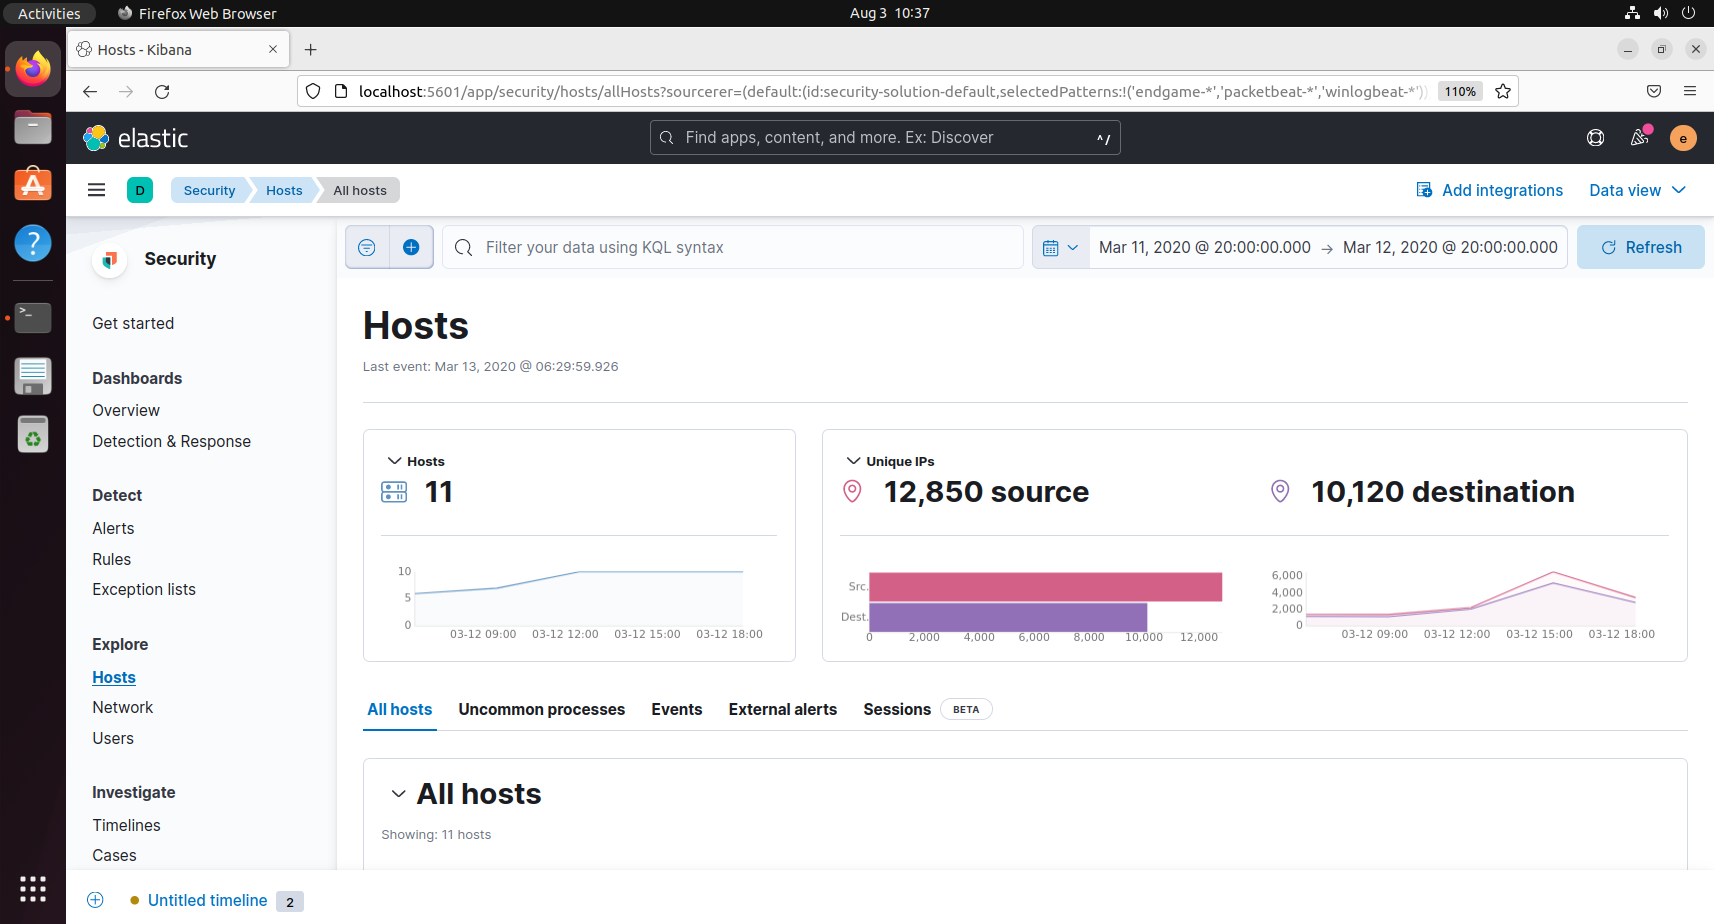 Activities
Firefox Web Browser
Aug 3 10:37
Hosts - Kibana
localhost:5601/app/security/hosts/allHosts?sourcerer=(default:(id:security-solution-default,selectedPatterns:!('endgame-*','packetbeat-*','winlogbeat-*'))
110%
elastic
Find apps, content, and more. Ex: Discover
^/
e
D
Security
Hosts
All hosts
Add integrations
Data view
Security
Filter your data using KQL syntax
Mar 11, 2020 @ 20:00:00.000 → Mar 12, 2020 @ 20:00:00.000
Refresh
Get started
Dashboards
Overview
Detection & Response
Detect
Alerts
Rules
Exception lists
Explore
Hosts
Network
Users
Investigate
Timelines
Cases
Hosts
Last event: Mar 13, 2020 @ 06:29:59.926
Hosts
11
10
5
0
03-12 09:00 03-12 12:00 03-12 15:00 03-12 18:00
Unique IPs
12,850 source
10,120 destination
Src.
Dest.
0 2,000 4,000 6,000 8,000 10,000 12,000
6,000
4,000
2,000
0
03-12 09:00 03-12 12:00 03-12 15:00 03-12 18:00
All hosts
Uncommon processes
Events
External alerts
Sessions
BETA
All hosts
Showing: 11 hosts
Untitled timeline
2